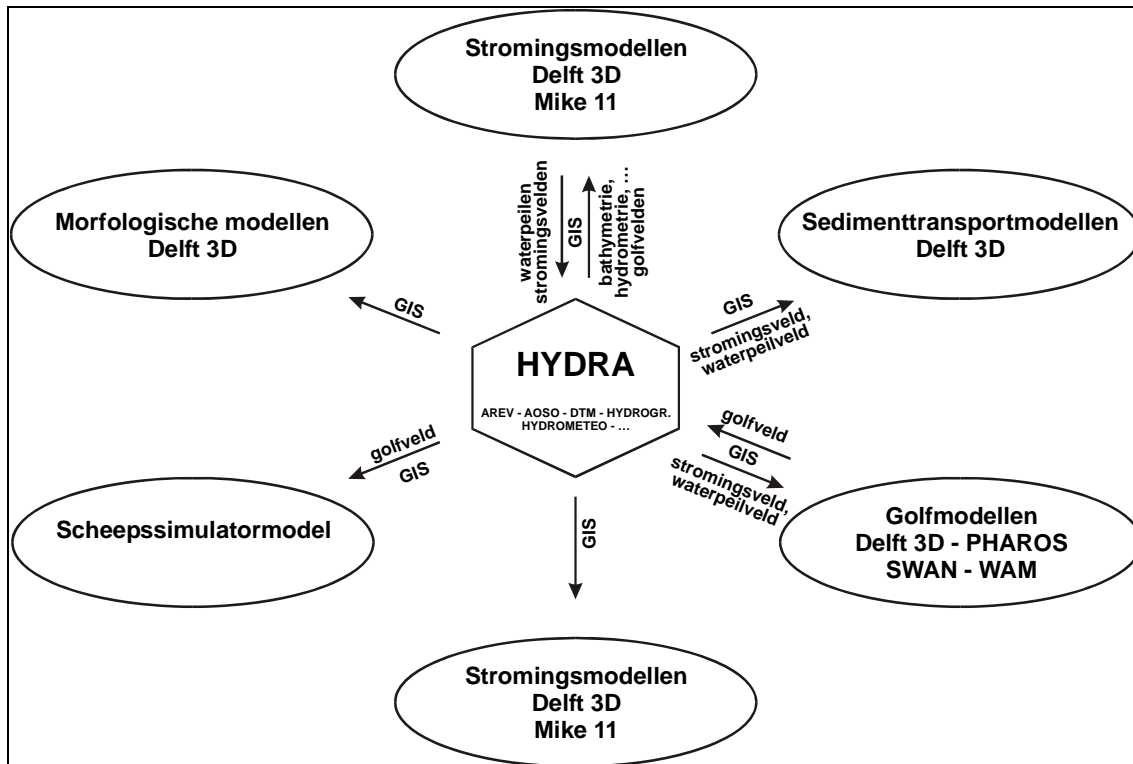 Stromingsmodellen
Delft 3D
Mike 11
waterpeilen
stromingsvelden
GIS
bathymetrie, ...
hydrometrie,
golfvelden
Morfologische modellen
Delft 3D
Sedimenttransportmodellen
Delft 3D
GIS
GIS
stromingsveld,
waterpeilveld
HYDRA
AREV - AOSO - DTM - HYDROGR.
HYDROMETEO - ...
golfveld
GIS
golfveld
GIS
stromingsveld,
waterpeilveld
Scheepssimulatormodel
GIS
Golfmodellen
Delft 3D - PHAROS
SWAN - WAM
Stromingsmodellen
Delft 3D
Mike 11